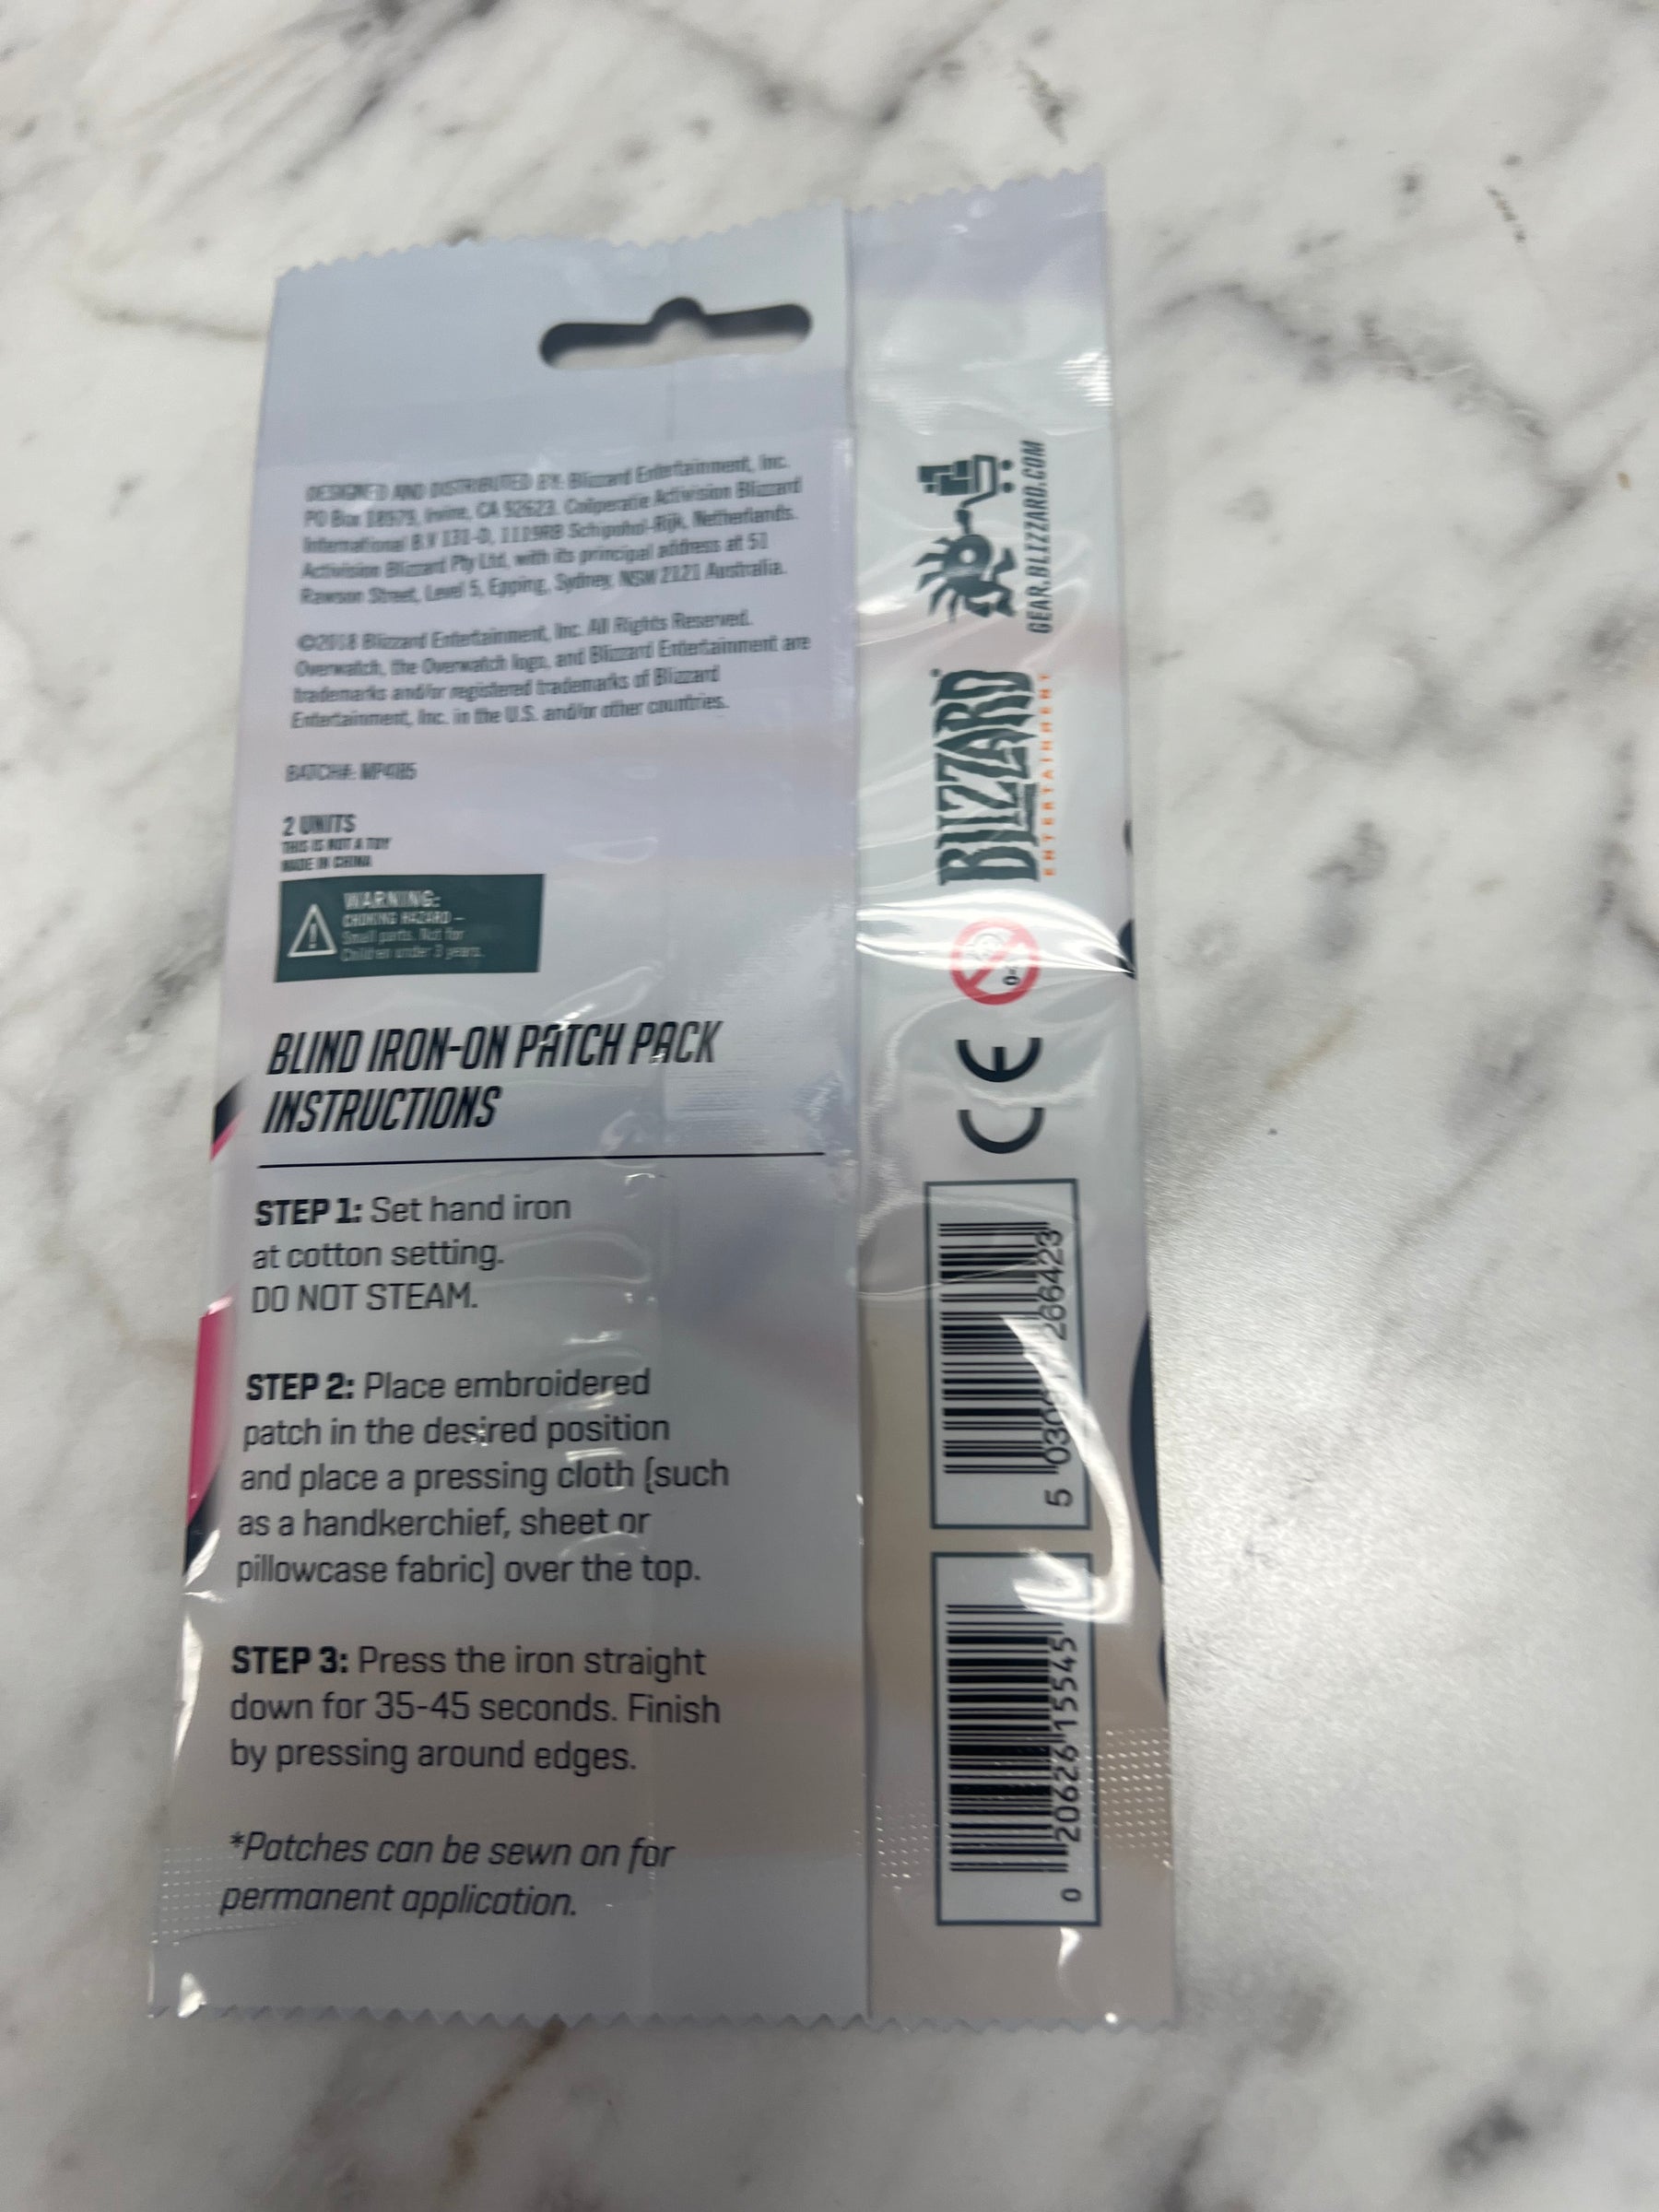 DESIGNED AND DISTRIBUTED BY: Blizzard Entertainment, Inc.
PO Box 18979, Irvine, CA 92623. Coöperatie Activision Blizzard
International B.V 131-D, 1119RB Schiphol-Rijk, Netherlands.
Activision Blizzard Pty Ltd, with its principal address at 51
Rawson Street, Level 5, Epping, Sydney, NSW 2121 Australia.
©2018 Blizzard Entertainment, Inc. All Rights Reserved.
Overwatch, the Overwatch logo, and Blizzard Entertainment are
trademarks and/or registered trademarks of Blizzard
Entertainment, Inc. in the U.S. and/or other countries.
BATCH#:
2 UNITS
THIS IS NOT A TOY
MADE IN CHINA
WARNING:
CHOKING HAZARD –
Small parts. Not for
Children under 3 years.
BLIND IRON-ON PATCH PACK
INSTRUCTIONS
STEP 1: Set hand iron
at cotton setting.
DO NOT STEAM.
STEP 2: Place embroidered
patch in the desired position
and place a pressing cloth (such
as a handkerchief, sheet or
pillowcase fabric) over the top.
STEP 3: Press the iron straight
down for 35-45 seconds. Finish
by pressing around edges.
*Patches can be sewn on for
permanent application.
GEAR.BLIZZARD.COM
BLIZZARD
ENTERTAINMENT
0-3
CE
266423
0 20626 15545